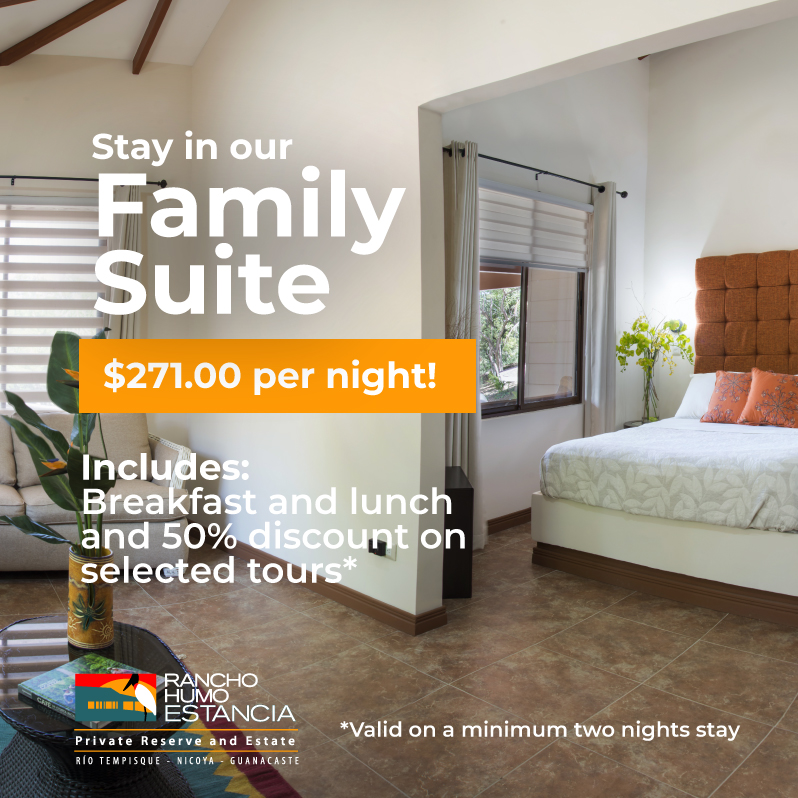 Stay in our
Family
Suite
$271.00 per night!
Includes:
Breakfast and lunch
and 50% discount on
selected tours*
RANCHO
HUMO
ESTANCIA
Private Reserve and Estate
RÍO TEMPISQUE - NICOYA - GUANACASTE
*Valid on a minimum two nights stay